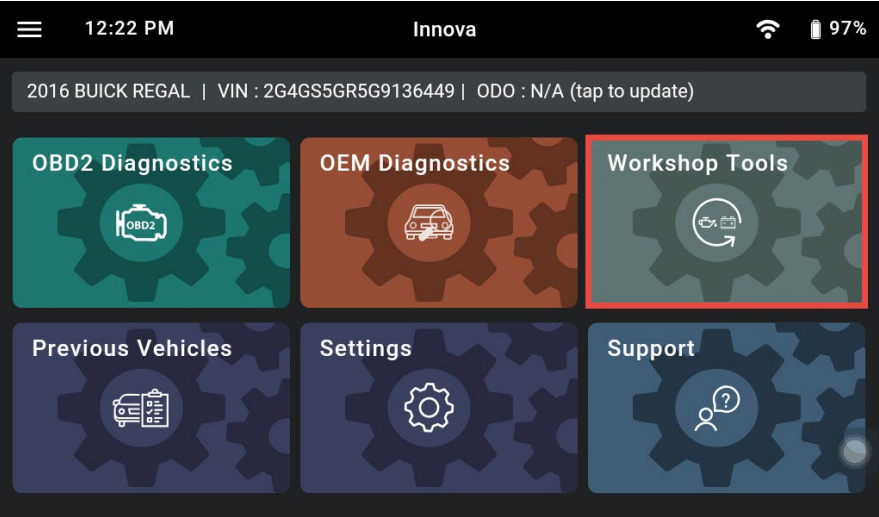 12:22 PM Innova 97%
2016 BUICK REGAL | VIN : 2G4GS5GR5G9136449 | ODO : N/A (tap to update)
OBD2 Diagnostics OEM Diagnostics Workshop Tools
OBD2
Previous Vehicles Settings Support
?